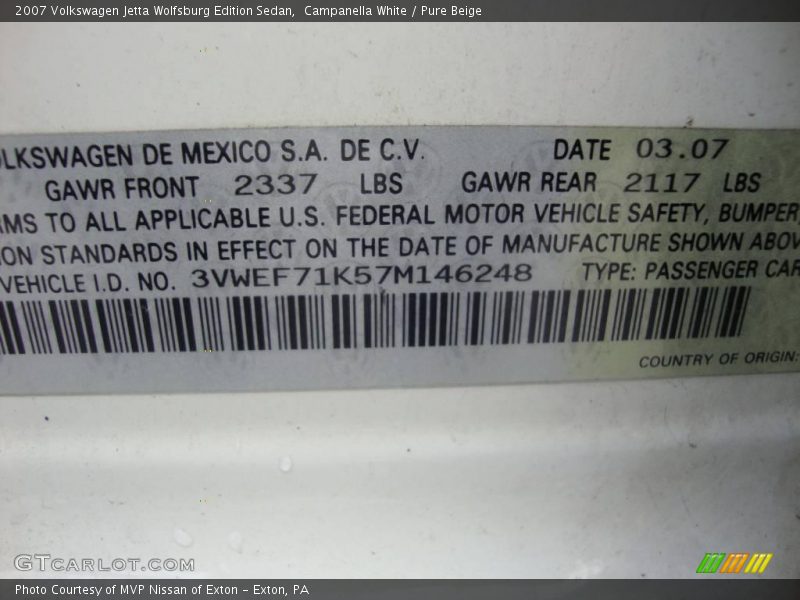 2007 Volkswagen Jetta Wolfsburg Edition Sedan,  Campanella White / Pure Beige
OLKSWAGEN DE MEXICO S.A. DE C.V. DATE 03.07
GAWR FRONT 2337 LBS GAWR REAR 2117 LBS
RMS TO ALL APPLICABLE U.S. FEDERAL MOTOR VEHICLE SAFETY, BUMPER,
ION STANDARDS IN EFFECT ON THE DATE OF MANUFACTURE SHOWN ABOV
VEHICLE I.D. NO. 3VWEF71K57M146248 TYPE: PASSENGER CAR
COUNTRY OF ORIGIN:
GTCARLOT.COM
Photo Courtesy of MVP Nissan of Exton - Exton, PA